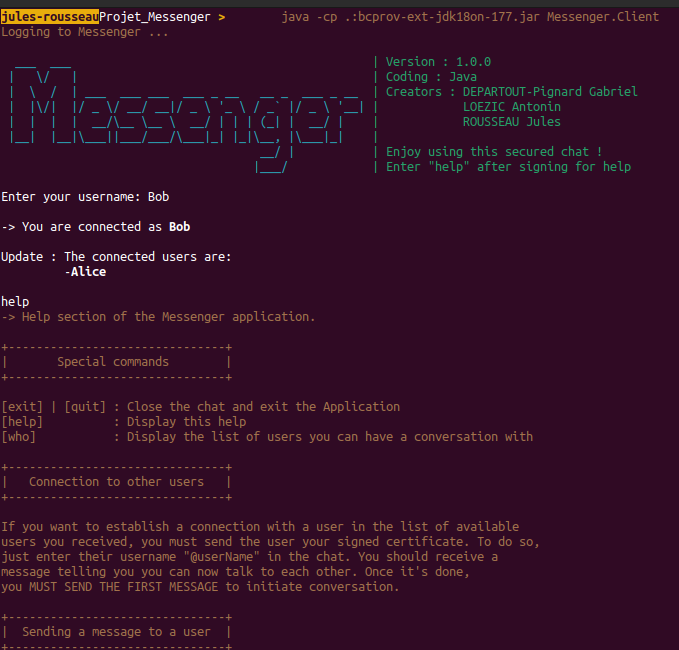 jules-rousseauProjet_Messenger >        java -cp .:bcprov-ext-jdk18on-177.jar Messenger.Client
Logging to Messenger ...
Messenger
| Version : 1.0.0
| Coding : Java
| Creators : DEPARTOUT-Pignard Gabriel
LOEZIC Antonin
ROUSSEAU Jules
| Enjoy using this secured chat !
| Enter "help" after signing for help
Enter your username: Bob
-> You are connected as Bob
Update : The connected users are:
-Alice
help
-> Help section of the Messenger application.
+-------------------------------+
|       Special commands        |
+-------------------------------+
[exit] | [quit] : Close the chat and exit the Application
[help]          : Display this help
[who]           : Display the list of users you can have a conversation with
+-------------------------------+
|   Connection to other users   |
+-------------------------------+
If you want to establish a connection with a user in the list of available
users you received, you must send the user your signed certificate. To do so,
just enter their username "@userName" in the chat. You should receive a
message telling you you can now talk to each other. Once it's done,
you MUST SEND THE FIRST MESSAGE to initiate conversation.
+-------------------------------+
|  Sending a message to a user  |
+-------------------------------+